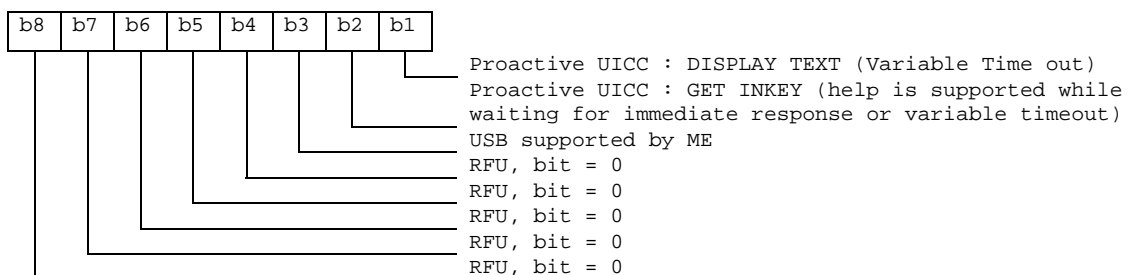 b8 b7 b6 b5 b4 b3 b2 b1
Proactive UICC : DISPLAY TEXT (Variable Time out)
Proactive UICC : GET INKEY (help is supported while
waiting for immediate response or variable timeout)
USB supported by ME
RFU, bit = 0
RFU, bit = 0
RFU, bit = 0
RFU, bit = 0
RFU, bit = 0